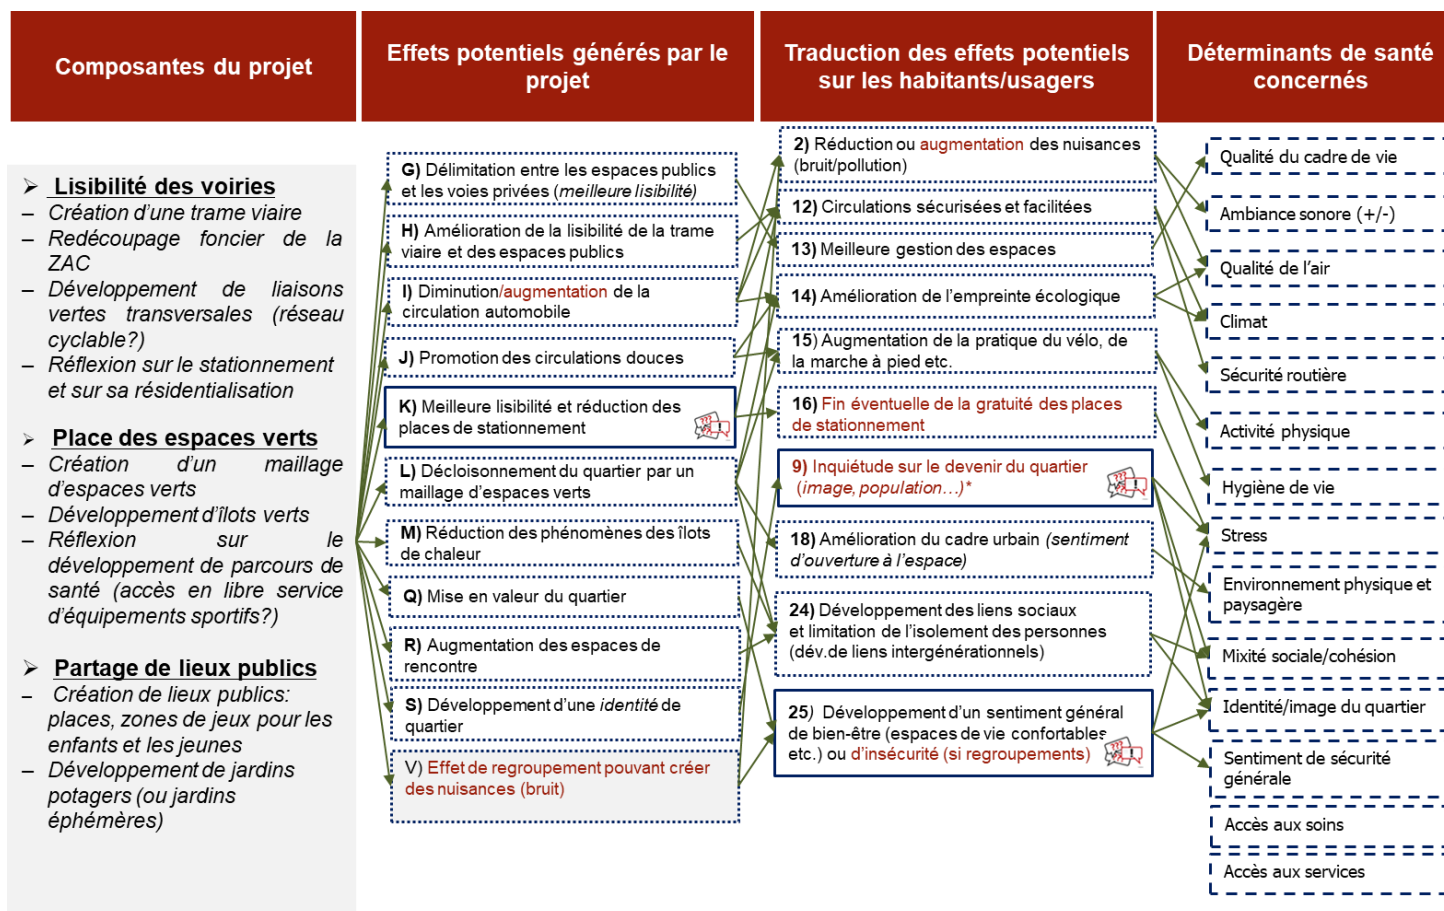 Composantes du projet
Effets potentiels générés par le
projet
Traduction des effets potentiels
sur les habitants/usagers
Déterminants de santé
concernés
➢ Lisibilité des voiries
– Création d'une trame viaire
– Redécoupage foncier de la
ZAC
– Développement de liaisons
vertes transversales (réseau
cyclable?)
– Réflexion sur le stationnement
et sur sa résidentialisation
➢ Place des espaces verts
– Création d'un maillage
d'espaces verts
– Développement d'îlots verts
– Réflexion sur le
développement de parcours de
santé (accès en libre service
d'équipements sportifs?)
➢ Partage de lieux publics
– Création de lieux publics:
places, zones de jeux pour les
enfants et les jeunes
– Développement de jardins
potagers (ou jardins
éphémères)
G) Délimitation entre les espaces publics
et les voies privées (meilleure lisibilité)
H) Amélioration de la lisibilité de la trame
viaire et des espaces publics
I) Diminution/augmentation de la
circulation automobile
J) Promotion des circulations douces
K) Meilleure lisibilité et réduction des
places de stationnement
L) Décloisonnement du quartier par un
maillage d'espaces verts
M) Réduction des phénomènes des îlots
de chaleur
Q) Mise en valeur du quartier
R) Augmentation des espaces de
rencontre
S) Développement d'une identité de
quartier
V) Effet de regroupement pouvant créer
des nuisances (bruit)
2) Réduction ou augmentation des nuisances
(bruit/pollution)
12) Circulations sécurisées et facilitées
13) Meilleure gestion des espaces
14) Amélioration de l'empreinte écologique
15) Augmentation de la pratique du vélo, de
la marche à pied etc.
16) Fin éventuelle de la gratuité des places
de stationnement
9) Inquiétude sur le devenir du quartier
(image, population…)*
18) Amélioration du cadre urbain (sentiment
d'ouverture à l'espace)
24) Développement des liens sociaux
et limitation de l'isolement des personnes
(dév.de liens intergénérationnels)
25) Développement d'un sentiment général
de bien-être (espaces de vie confortables
etc.) ou d'insécurité (si regroupements)
Qualité du cadre de vie
Ambiance sonore (+/-)
Qualité de l'air
Climat
Sécurité routière
Activité physique
Hygiène de vie
Stress
Environnement physique et
paysagère
Mixité sociale/cohésion
Identité/image du quartier
Sentiment de sécurité
générale
Accès aux soins
Accès aux services